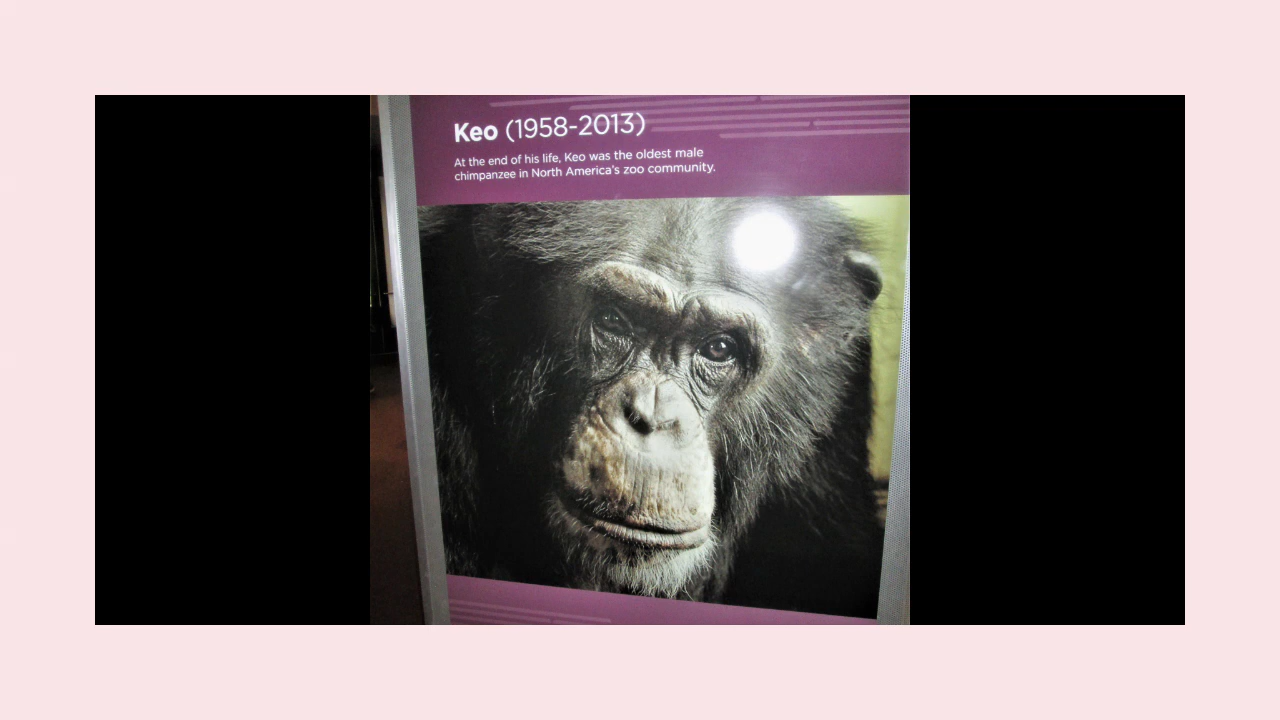 Keo (1958-2013)
At the end of his life, Keo was the oldest male
chimpanzee in North America's zoo community.